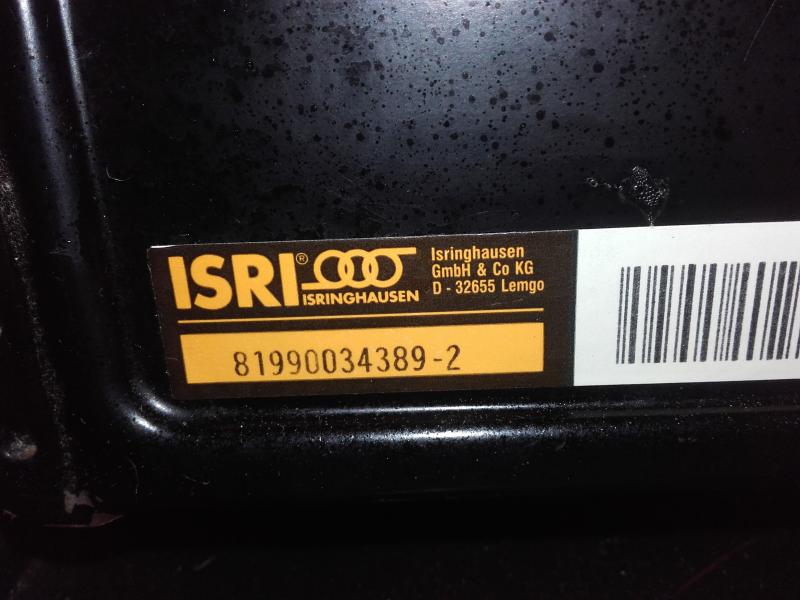 ISRI®
ISRINGHAUSEN
Isringhausen
GmbH & Co KG
D - 32655 Lemgo
81990034389-2